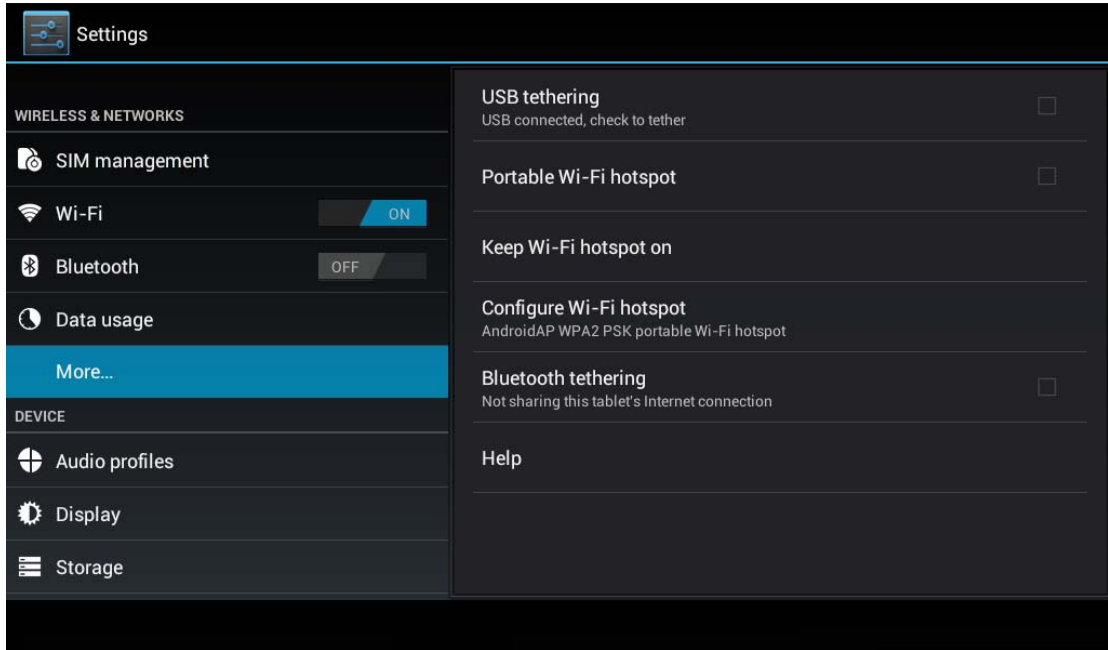 Settings
WIRELESS & NETWORKS
SIM management
Wi-Fi
ON
Bluetooth
OFF
Data usage
More...
DEVICE
Audio profiles
Display
Storage
USB tethering
USB connected, check to tether
Portable Wi-Fi hotspot
Keep Wi-Fi hotspot on
Configure Wi-Fi hotspot
AndroidAP WPA2 PSK portable Wi-Fi hotspot
Bluetooth tethering
Not sharing this tablet's Internet connection
Help